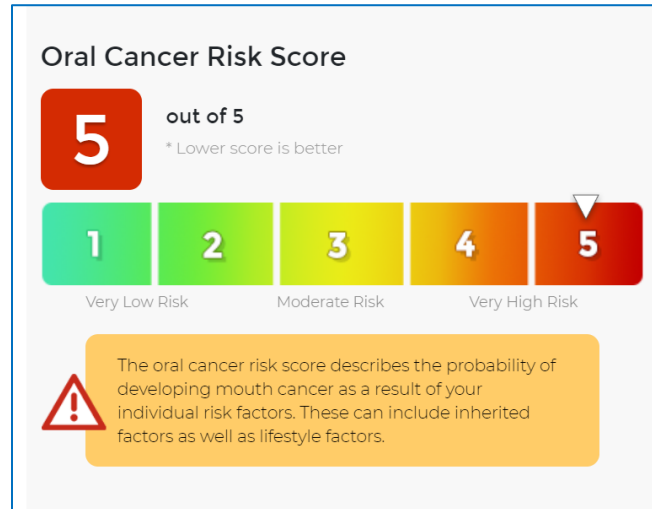 Oral Cancer Risk Score
5
out of 5
* Lower score is better
1 2 3 4 5
Very Low Risk Moderate Risk Very High Risk
The oral cancer risk score describes the probability of
developing mouth cancer as a result of your
individual risk factors. These can include inherited
factors as well as lifestyle factors.